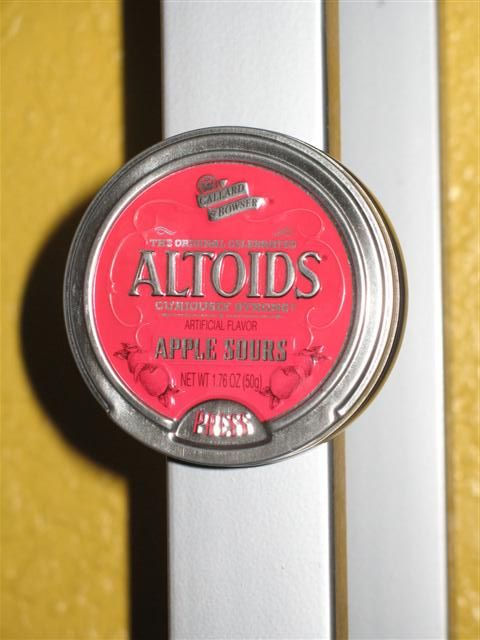 CALLARD
& BOWSER
THE ORIGINAL CELEBRATED
ALTOIDS
CURIOUSLY STRONG
ARTIFICIAL FLAVOR
APPLE SOURS
NET WT 1.76 OZ (50g)
PRESS